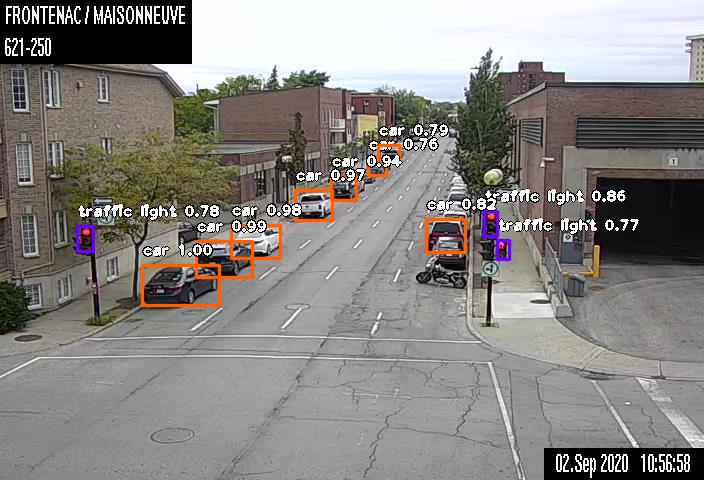 FRONTENAC / MAISONNEUVE
621-250
car 0.79
car 0.76
car 0.94
car 0.97
traffic light 0.86
car 0.82
traffic light 0.78
car 0.98
car 0.99
traffic light 0.77
car 1.00
1
02.Sep 2020 10:56:58